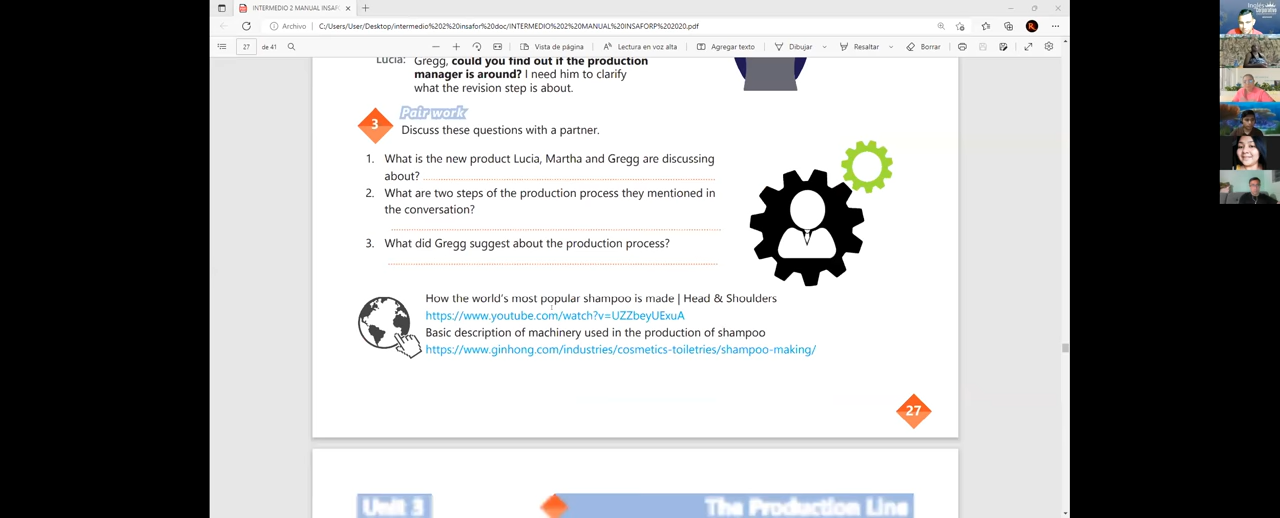 INTERMEDIO 2 MANUAL INSAF
Archivo
C:/Users/User/Desktop/intermedio%202%20insafor%20doc/INTERMEDIO%202%20MANUAL%20INSAFORP%202020.pdf
27 de 41
Vista de página
Lectura en voz alta
Agregar texto
Dibujar
Resaltar
Borrar
Lucia: Gregg, could you find out if the production
manager is around? I need him to clarify
what the revision step is about.
3
Pair work
Discuss these questions with a partner.
1. What is the new product Lucia, Martha and Gregg are discussing
about?
2. What are two steps of the production process they mentioned in
the conversation?
3. What did Gregg suggest about the production process?
How the world's most popular shampoo is made | Head & Shoulders
https://www.youtube.com/watch?v=UZZbeyUExuA
Basic description of machinery used in the production of shampoo
https://www.ginhong.com/industries/cosmetics-toiletries/shampoo-making/
27
Unit 3
The Production Line